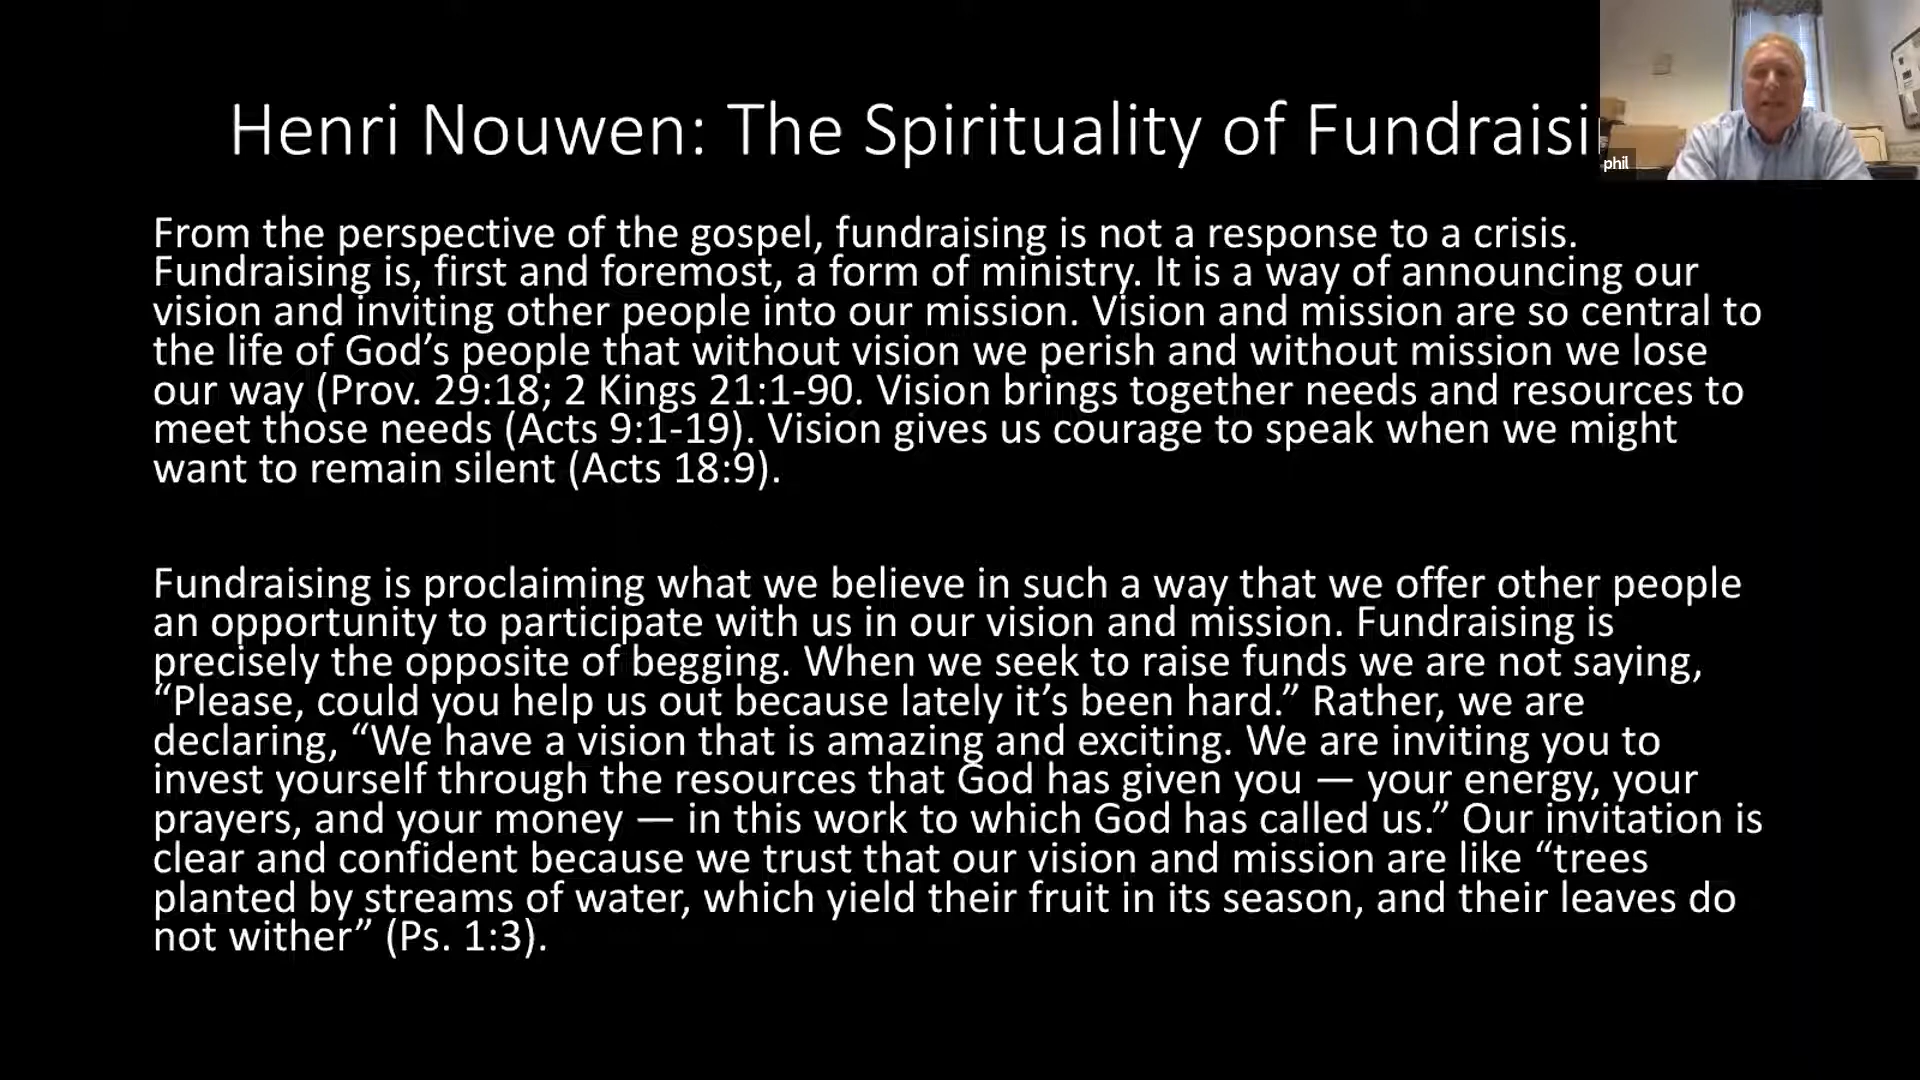 Henri Nouwen: The Spirituality of Fundraisi
phil
From the perspective of the gospel, fundraising is not a response to a crisis.
Fundraising is, first and foremost, a form of ministry. It is a way of announcing our
vision and inviting other people into our mission. Vision and mission are so central to
the life of God’s people that without vision we perish and without mission we lose
our way (Prov. 29:18; 2 Kings 21:1-90. Vision brings together needs and resources to
meet those needs (Acts 9:1-19). Vision gives us courage to speak when we might
want to remain silent (Acts 18:9).
Fundraising is proclaiming what we believe in such a way that we offer other people
an opportunity to participate with us in our vision and mission. Fundraising is
precisely the opposite of begging. When we seek to raise funds we are not saying,
“Please, could you help us out because lately it’s been hard.” Rather, we are
declaring, “We have a vision that is amazing and exciting. We are inviting you to
invest yourself through the resources that God has given you — your energy, your
prayers, and your money — in this work to which God has called us.” Our invitation is
clear and confident because we trust that our vision and mission are like “trees
planted by streams of water, which yield their fruit in its season, and their leaves do
not wither” (Ps. 1:3).